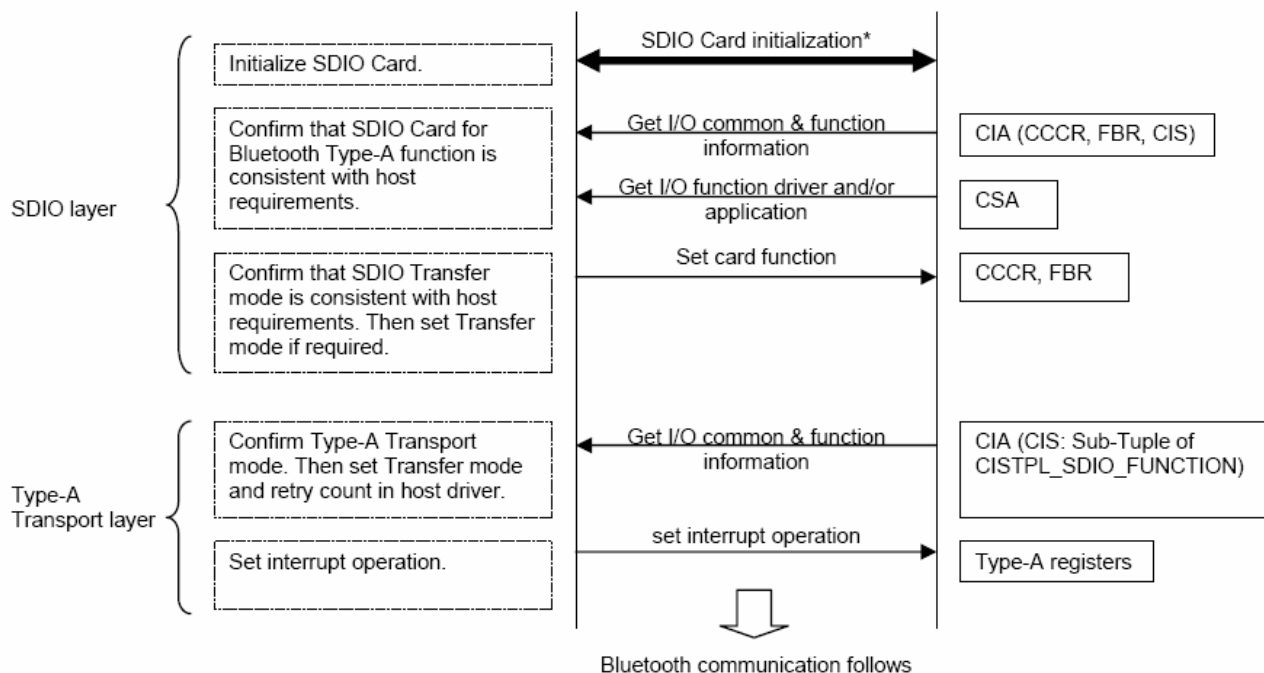 SDIO Card initialization*
Initialize SDIO Card.
Confirm that SDIO Card for
Bluetooth Type-A function is
consistent with host
requirements.
Get I/O common & function
information
CIA (CCCR, FBR, CIS)
Get I/O function driver and/or
application
CSA
SDIO layer
Confirm that SDIO Transfer
mode is consistent with host
requirements. Then set Transfer
mode if required.
Set card function
CCCR, FBR
Confirm Type-A Transport
mode. Then set Transfer mode
and retry count in host driver.
Get I/O common & function
information
CIA (CIS: Sub-Tuple of
CISTPL_SDIO_FUNCTION)
Type-A
Transport layer
Set interrupt operation.
set interrupt operation
Type-A registers
Bluetooth communication follows